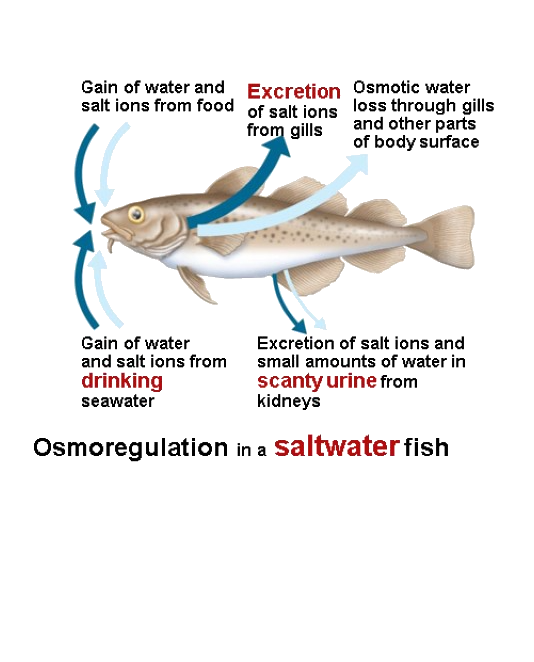 Gain of water and
salt ions from food
Excretion
of salt ions
from gills
Osmotic water
loss through gills
and other parts
of body surface
Gain of water
and salt ions from
drinking
seawater
Excretion of salt ions and
small amounts of water in
scanty urine from
kidneys
Osmoregulation in a saltwater fish